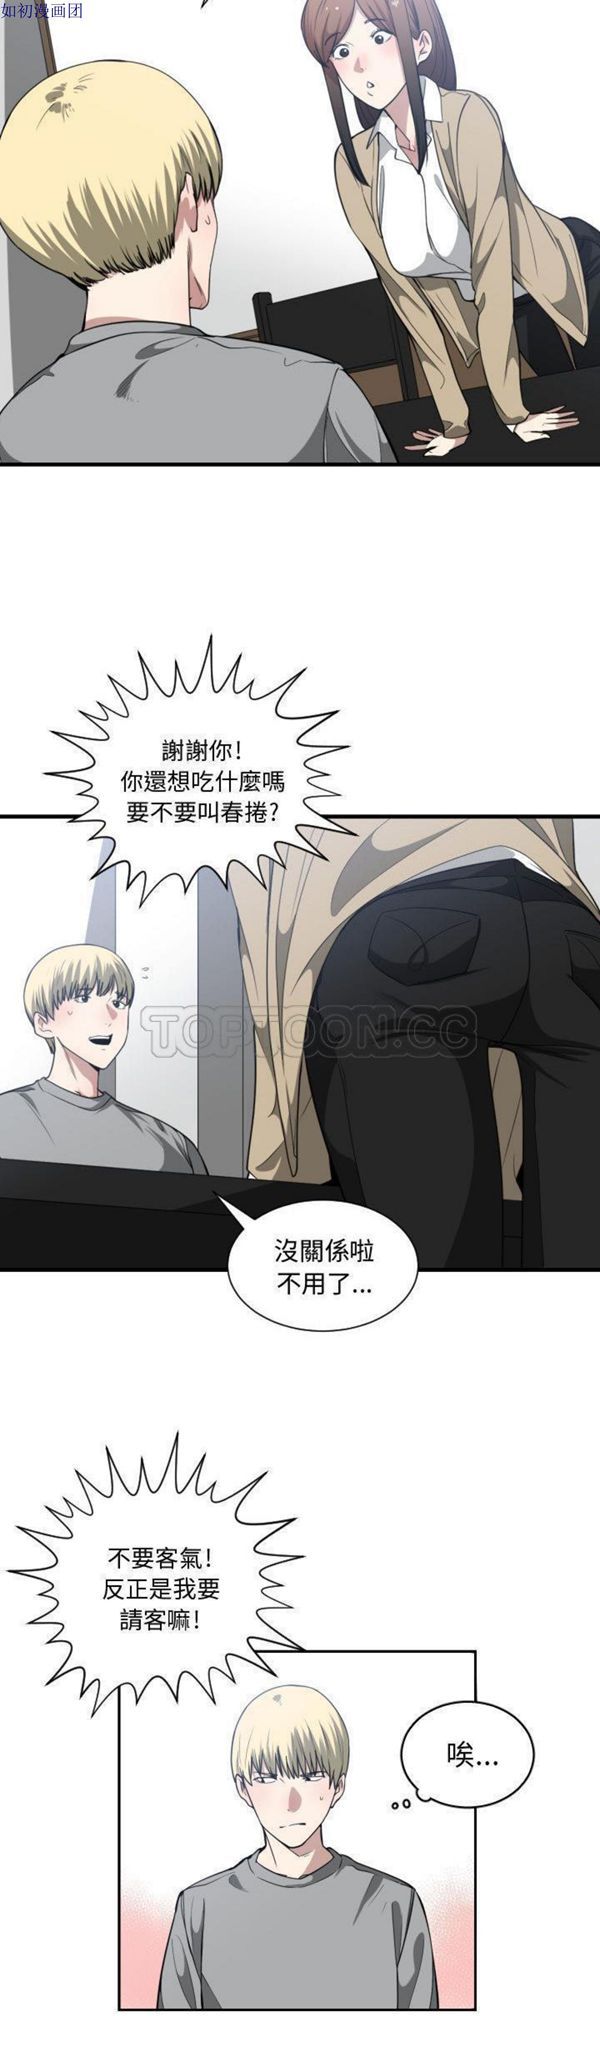 如初漫画团
謝謝你!
你還想吃什麼嗎
要不要叫春捲?
TOPTOON.CC
沒關係啦
不用了...
不要客氣!
反正是我要
請客嘛!
唉...